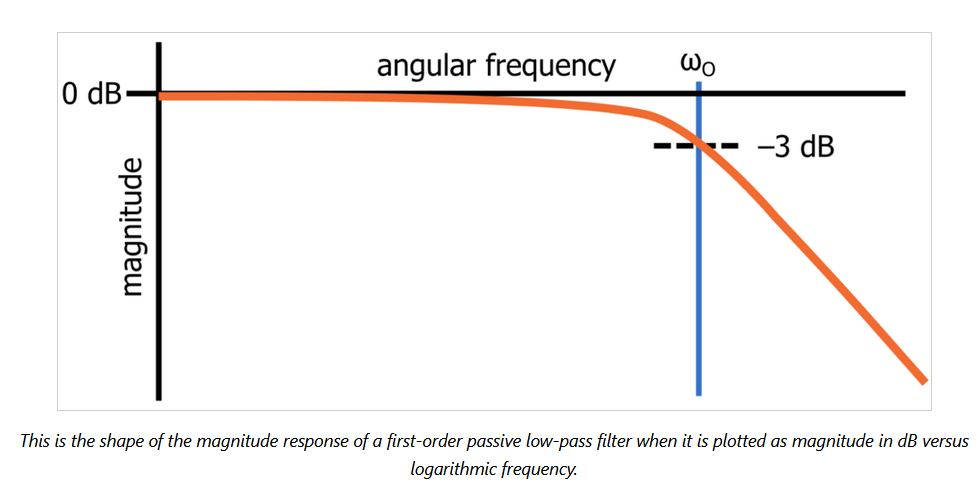 angular frequency
ωO
0 dB
–3 dB
magnitude
This is the shape of the magnitude response of a first-order passive low-pass filter when it is plotted as magnitude in dB versus
logarithmic frequency.